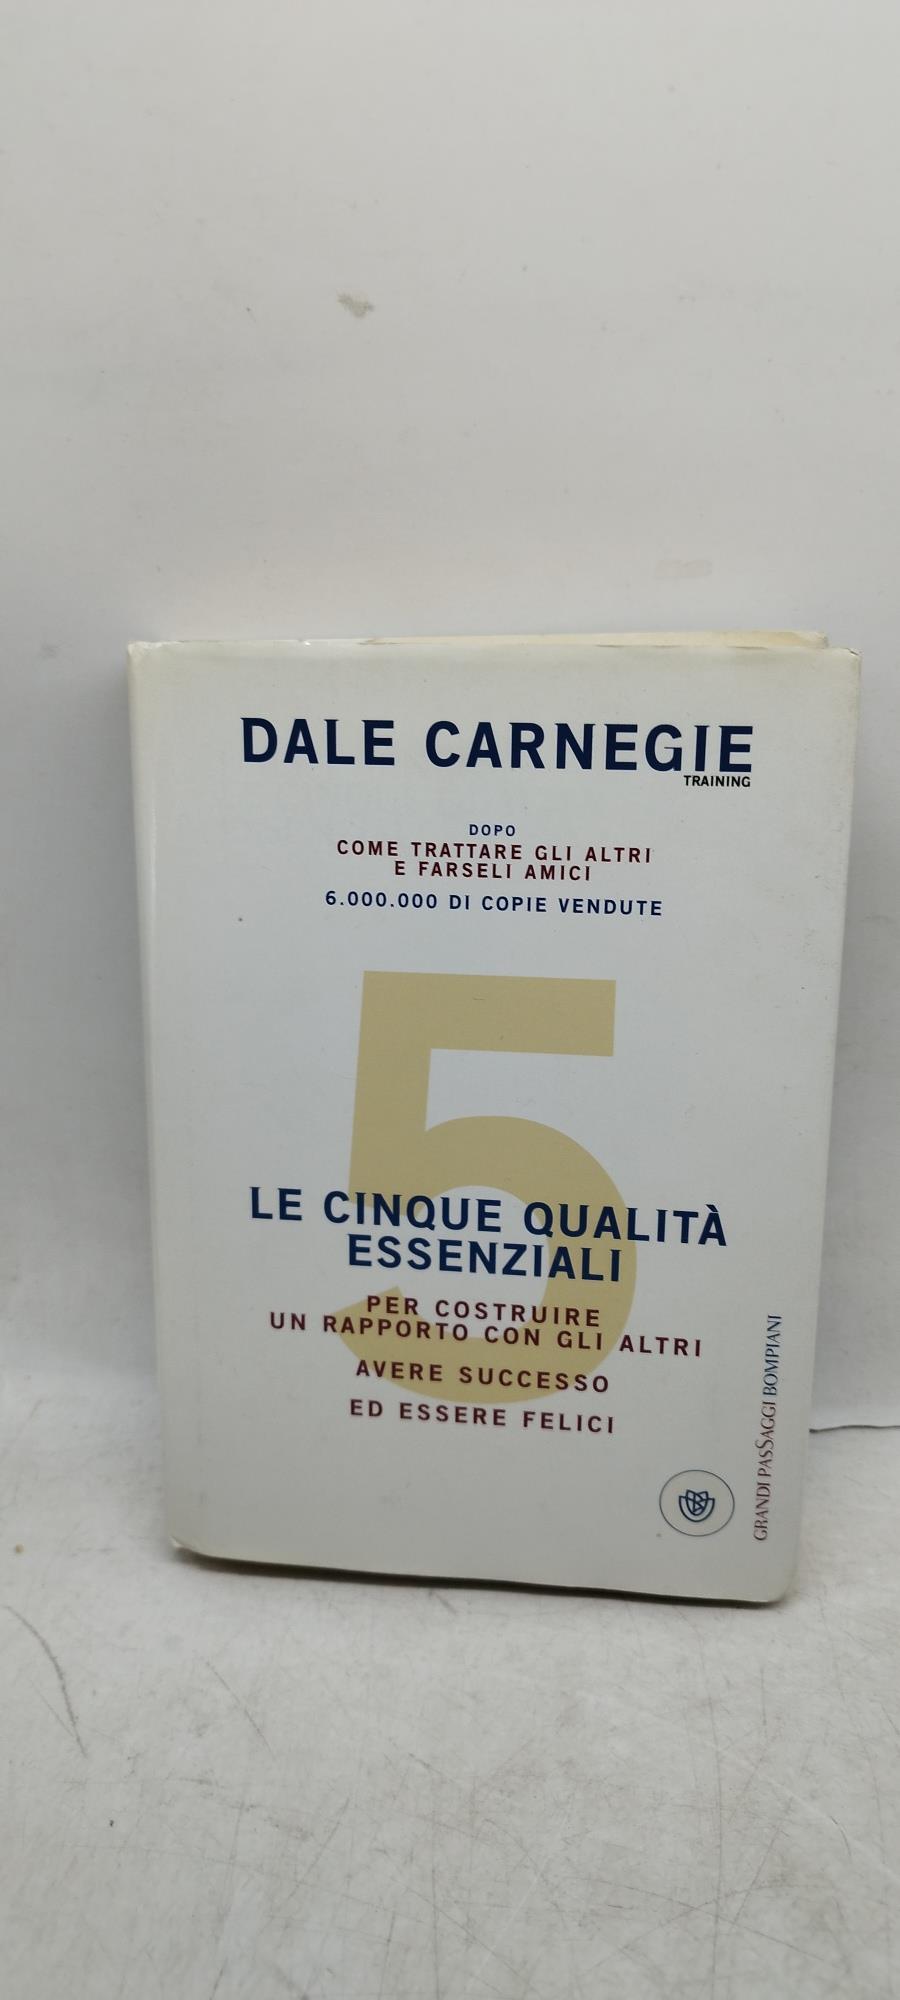 DALE CARNEGIE
TRAINING
DOPO
COME TRATTARE GLI ALTRI
E FARSELI AMICI
6.000.000 DI COPIE VENDUTE
5
LE CINQUE QUALITÀ
ESSENZIALI
PER COSTRUIRE
UN RAPPORTO CON GLI ALTRI
AVERE SUCCESSO
ED ESSERE FELICI
GRANDI PASSAGGI BOMPIANI